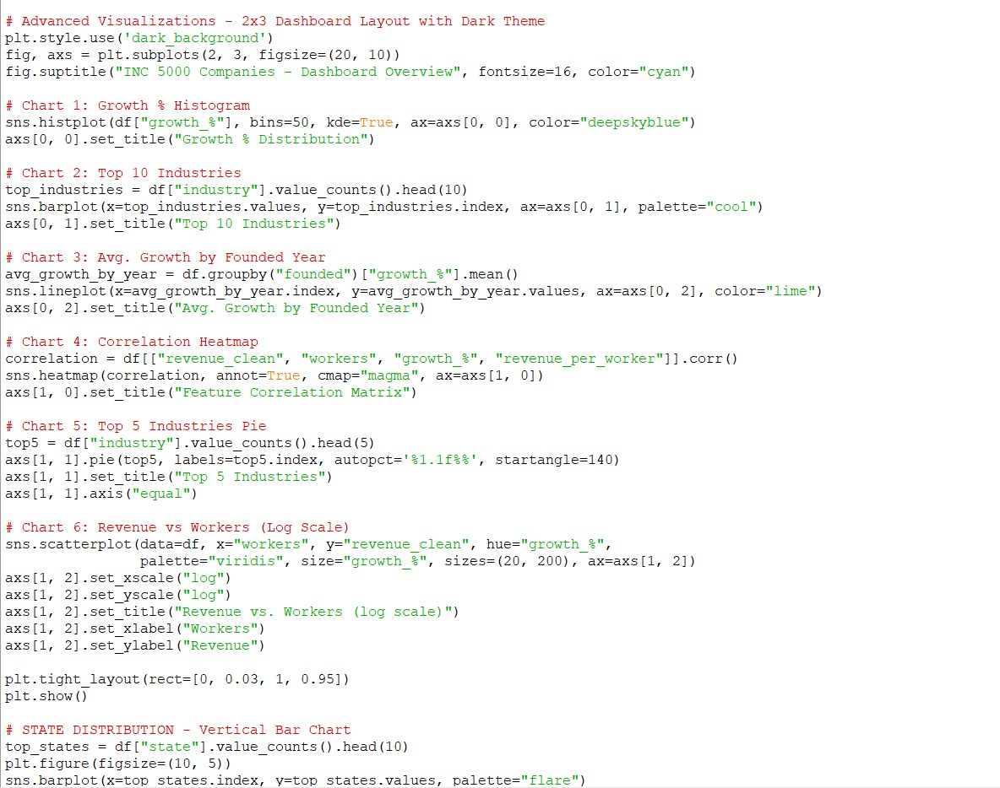 # Advanced Visualizations - 2x3 Dashboard Layout with Dark Theme
plt.style.use('dark_background')
fig, axs = plt.subplots(2, 3, figsize=(20, 10))
fig.suptitle("INC 5000 Companies - Dashboard Overview", fontsize=16, color="cyan")

# Chart 1: Growth % Histogram
sns.histplot(df["growth_%"], bins=50, kde=True, ax=axs[0, 0], color="deepskyblue")
axs[0, 0].set_title("Growth % Distribution")

# Chart 2: Top 10 Industries
top_industries = df["industry"].value_counts().head(10)
sns.barplot(x=top_industries.values, y=top_industries.index, ax=axs[0, 1], palette="cool")
axs[0, 1].set_title("Top 10 Industries")

# Chart 3: Avg. Growth by Founded Year
avg_growth_by_year = df.groupby("founded")["growth_%"].mean()
sns.lineplot(x=avg_growth_by_year.index, y=avg_growth_by_year.values, ax=axs[0, 2], color="lime")
axs[0, 2].set_title("Avg. Growth by Founded Year")

# Chart 4: Correlation Heatmap
correlation = df[["revenue_clean", "workers", "growth_%", "revenue_per_worker"]].corr()
sns.heatmap(correlation, annot=True, cmap="magma", ax=axs[1, 0])
axs[1, 0].set_title("Feature Correlation Matrix")

# Chart 5: Top 5 Industries Pie
top5 = df["industry"].value_counts().head(5)
axs[1, 1].pie(top5, labels=top5.index, autopct='%1.1f%%', startangle=140)
axs[1, 1].set_title("Top 5 Industries")
axs[1, 1].axis("equal")

# Chart 6: Revenue vs Workers (Log Scale)
sns.scatterplot(data=df, x="workers", y="revenue_clean", hue="growth_%",
                palette="viridis", size="growth_%", sizes=(20, 200), ax=axs[1, 2])
axs[1, 2].set_xscale("log")
axs[1, 2].set_yscale("log")
axs[1, 2].set_title("Revenue vs. Workers (log scale)")
axs[1, 2].set_xlabel("Workers")
axs[1, 2].set_ylabel("Revenue")

plt.tight_layout(rect=[0, 0.03, 1, 0.95])
plt.show()

# STATE DISTRIBUTION - Vertical Bar Chart
top_states = df["state"].value_counts().head(10)
plt.figure(figsize=(10, 5))
sns.barplot(x=top_states.index, y=top_states.values, palette="flare")